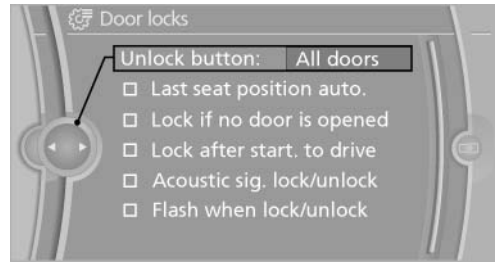 Door locks
Unlock button: All doors
Last seat position auto.
Lock if no door is opened
Lock after start. to drive
Acoustic sig. lock/unlock
Flash when lock/unlock